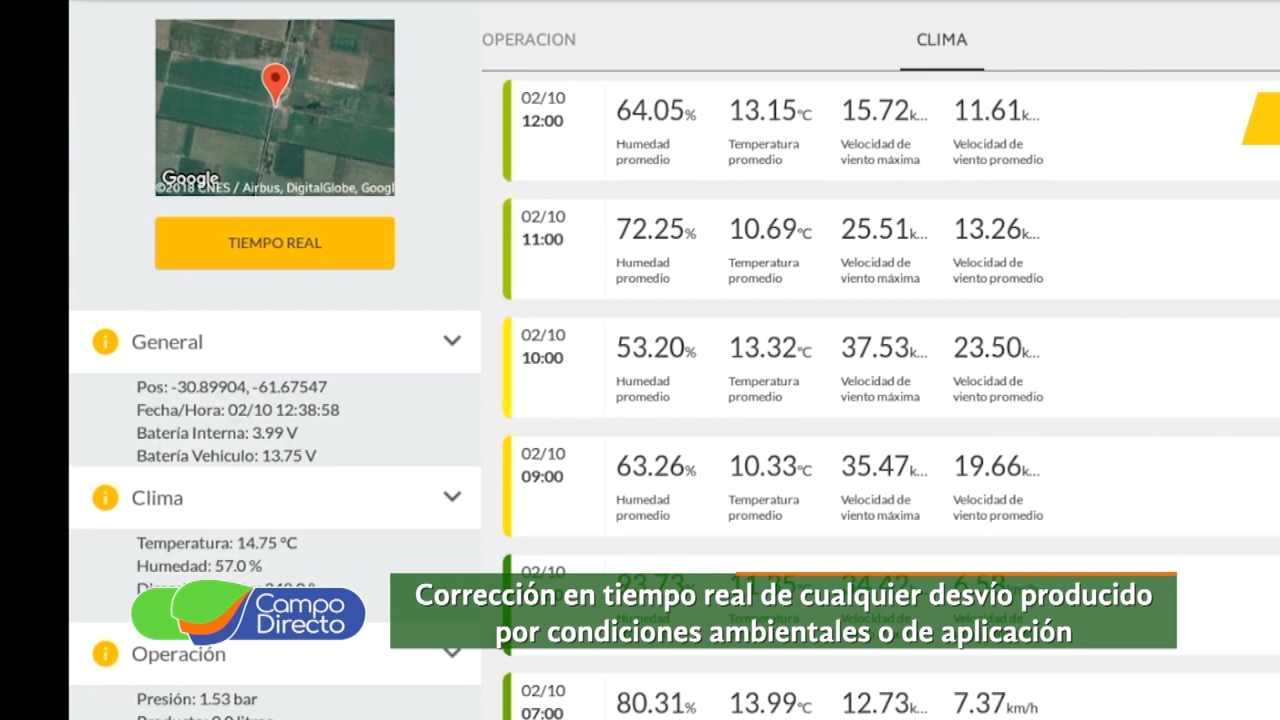 Google
©2018 CNES / Airbus, DigitalGlobe, Googl
TIEMPO REAL
General
Pos: -30.89904, -61.67547
Fecha/Hora: 02/10 12:38:58
Batería Interna: 3.99 V
Batería Vehiculo: 13.75 V
Clima
Temperatura: 14.75 °C
Humedad: 57.0 %
Campo
Directo
Operación
Presión: 1.53 bar
OPERACION
CLIMA
02/10
12:00
64.05% 13.15°C 15.72k... 11.61k...
Humedad promedio Temperatura promedio Velocidad de viento máxima Velocidad de viento promedio
02/10
11:00
72.25% 10.69°C 25.51k... 13.26k...
Humedad promedio Temperatura promedio Velocidad de viento máxima Velocidad de viento promedio
02/10
10:00
53.20% 13.32°C 37.53k... 23.50k...
Humedad promedio Temperatura promedio Velocidad de viento máxima Velocidad de viento promedio
02/10
09:00
63.26% 10.33°C 35.47k... 19.66k...
Humedad promedio Temperatura promedio Velocidad de viento máxima Velocidad de viento promedio
02/10
Corrección en tiempo real de cualquier desvío producido
por condiciones ambientales o de aplicación
02/10
07:00
80.31% 13.99°C 12.73k... 7.37km/h